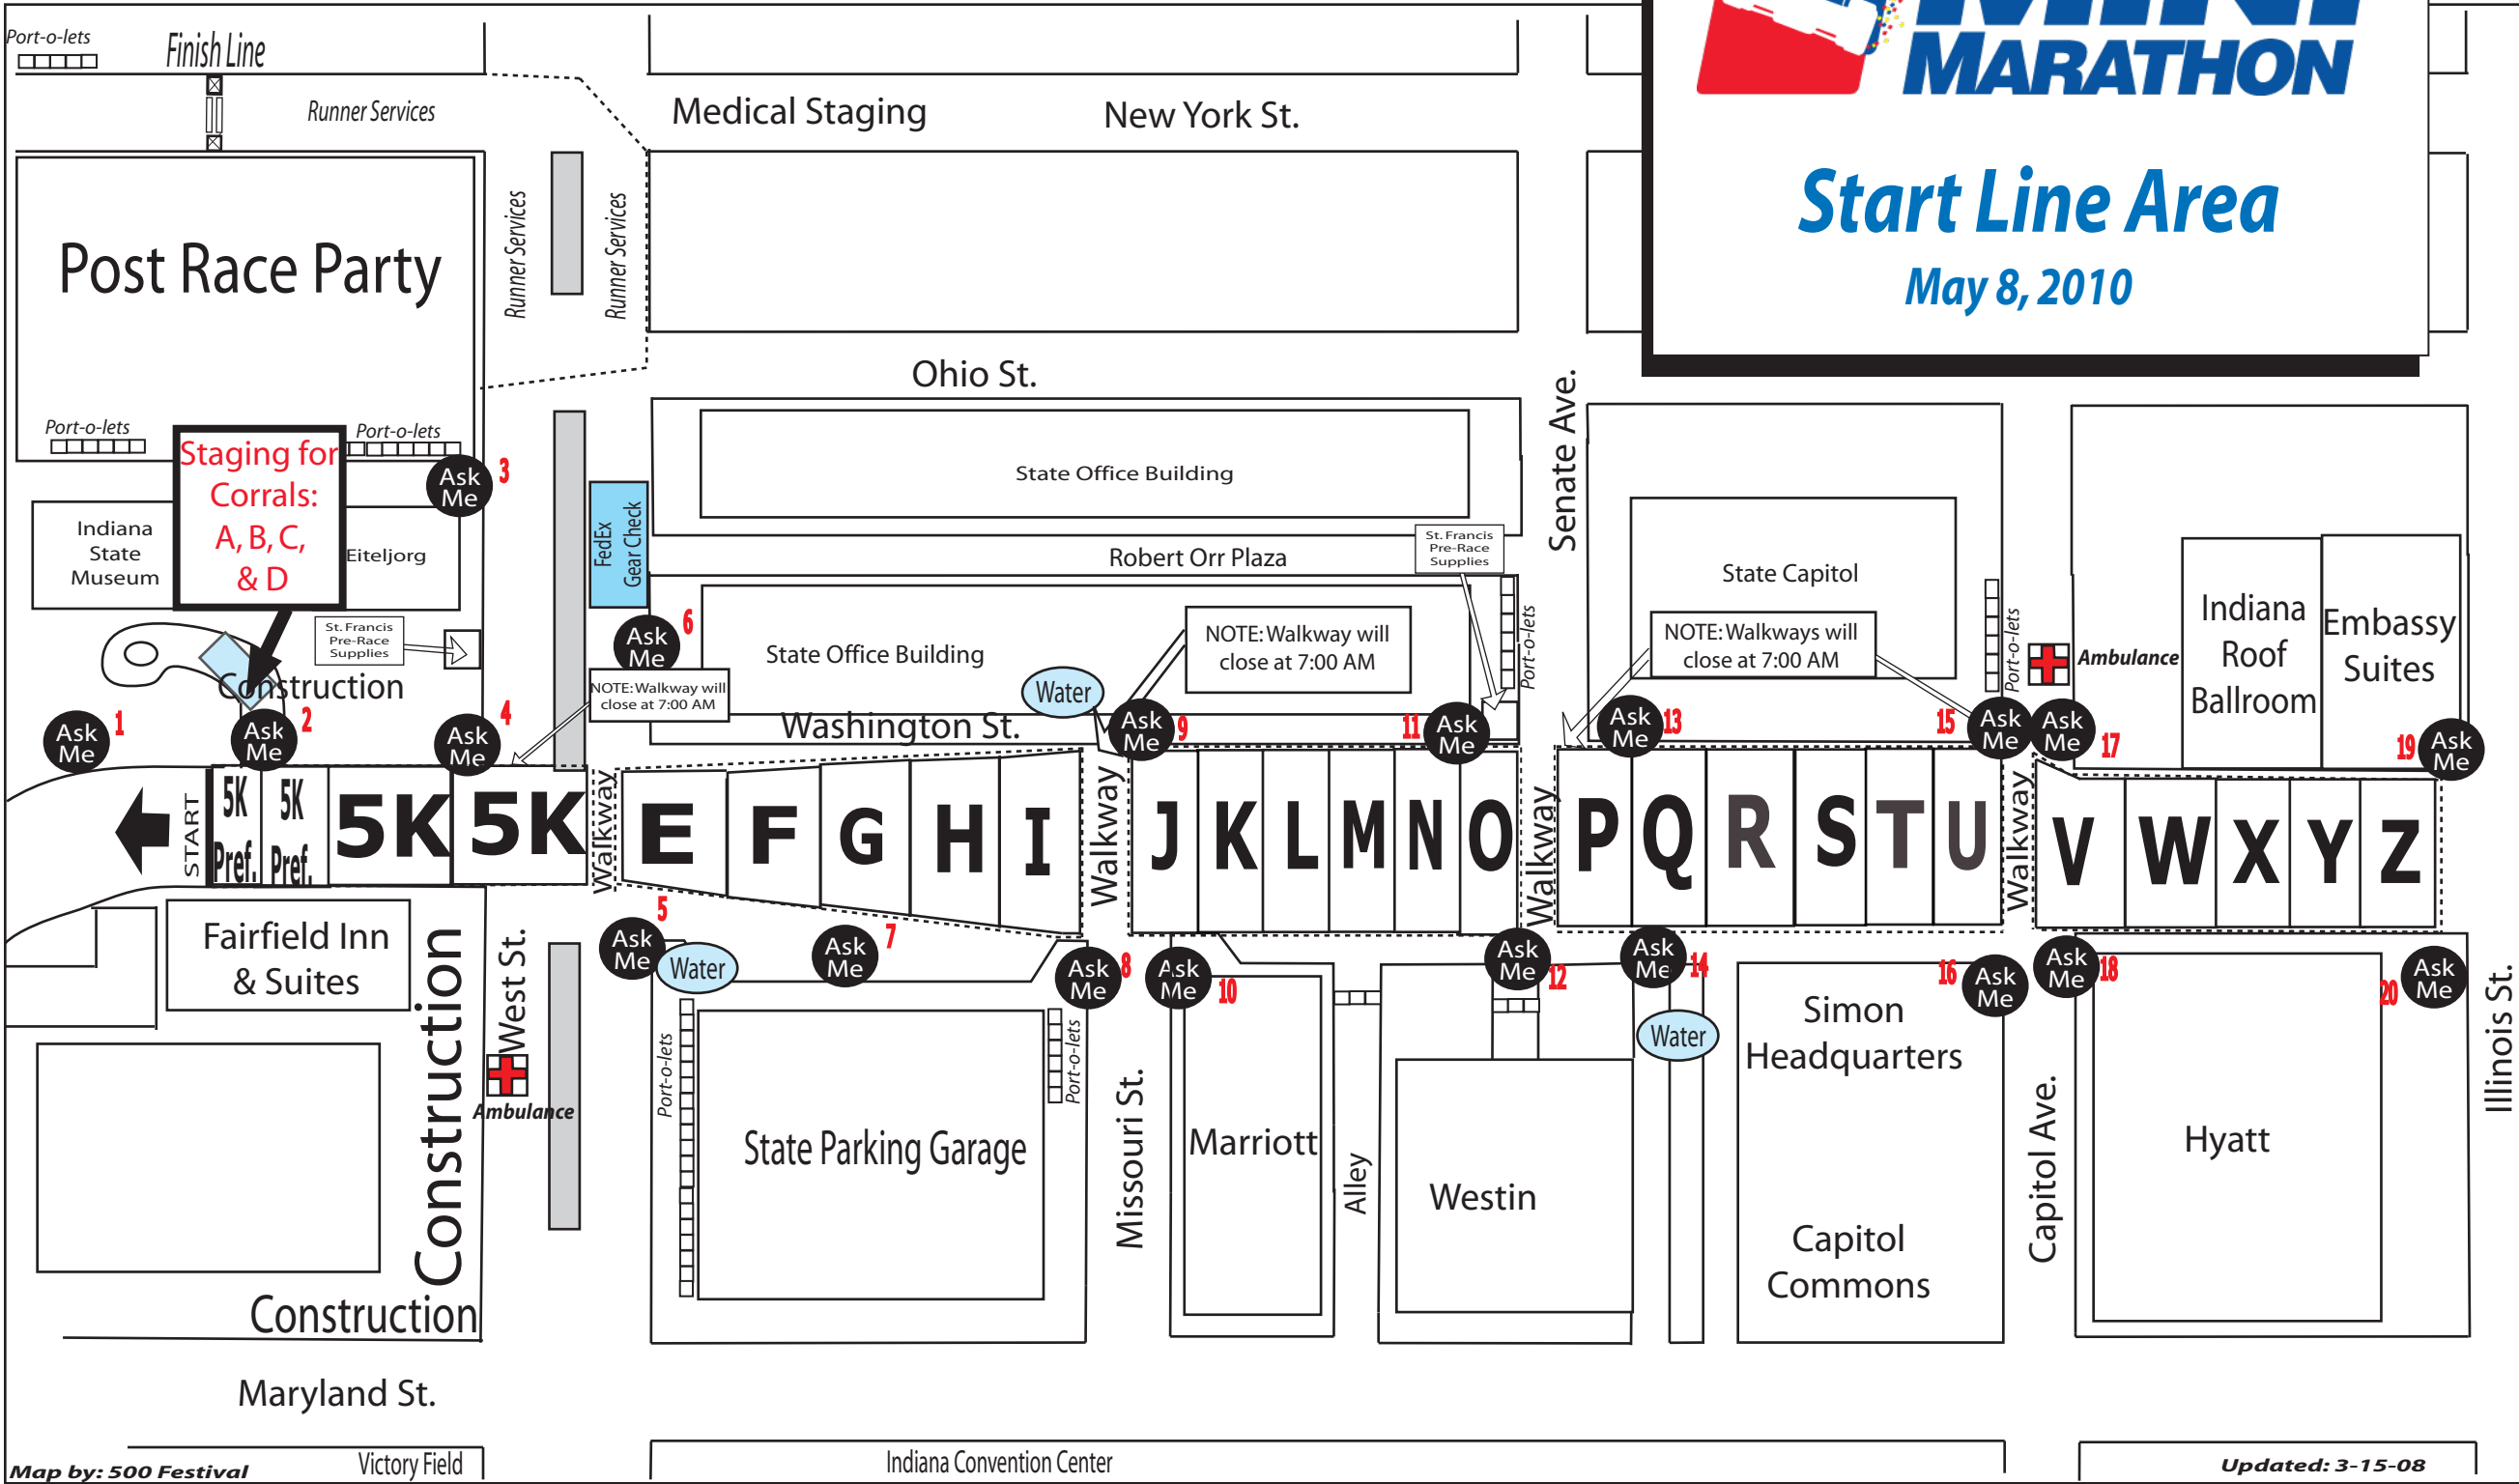 MINI
MARATHON
Start Line Area
May 8, 2010
Port-o-lets
Finish Line
Runner Services
Medical Staging
New York St.
Post Race Party
Runner Services
Runner Services
Ohio St.
Senate Ave.
Port-o-lets
Port-o-lets
Staging for
Corrals:
A, B, C,
& D
Ask
Me
3
Indiana
State
Museum
Eiteljorg
FedEx
Gear Check
State Office Building
Robert Orr Plaza
St. Francis
Pre-Race
Supplies
State Capitol
Port-o-lets
Port-o-lets
Indiana
Roof
Ballroom
Embassy
Suites
St. Francis
Pre-Race
Supplies
Construction
Ask
Me
6
State Office Building
NOTE: Walkway will
close at 7:00 AM
NOTE: Walkway will
close at 7:00 AM
NOTE: Walkways will
close at 7:00 AM
Ambulance
Water
Washington St.
Ask
Me
1
Ask
Me
2
Ask
Me
4
Ask
Me
9
11
Ask
Me
Ask
Me
13
15
Ask
Me
Ask
Me
17
19
Ask
Me
START
5K
Pref.
5K
Pref.
5K
5K
Walkway
E
F
G
H
I
Walkway
J
K
L
M
N
O
Walkway
P
Q
R
S
T
U
Walkway
V
W
X
Y
Z
Fairfield Inn
& Suites
Construction
West St.
Ambulance
5
Ask
Me
Water
Ask
Me
7
Ask
Me
8
Ask
Me
10
Ask
Me
12
Ask
Me
14
Water
16
Ask
Me
Ask
Me
18
20
Ask
Me
Port-o-lets
Port-o-lets
State Parking Garage
Missouri St.
Marriott
Alley
Westin
Simon
Headquarters
Capitol
Commons
Capitol Ave.
Hyatt
Illinois St.
Construction
Maryland St.
Map by: 500 Festival
Victory Field
Indiana Convention Center
Updated: 3-15-08